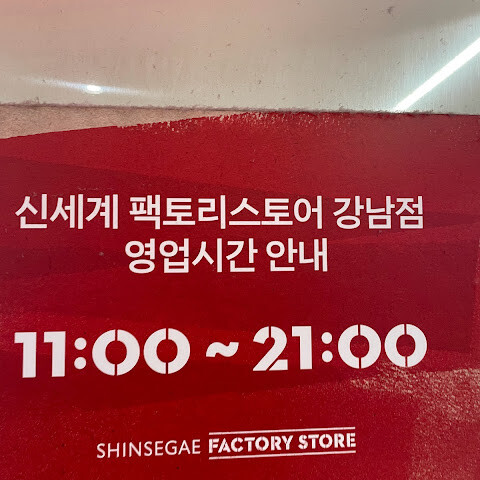 신세계 팩토리스토어 강남점
영업시간 안내
11:00 ~ 21:00
SHINSEGAE FACTORY STORE